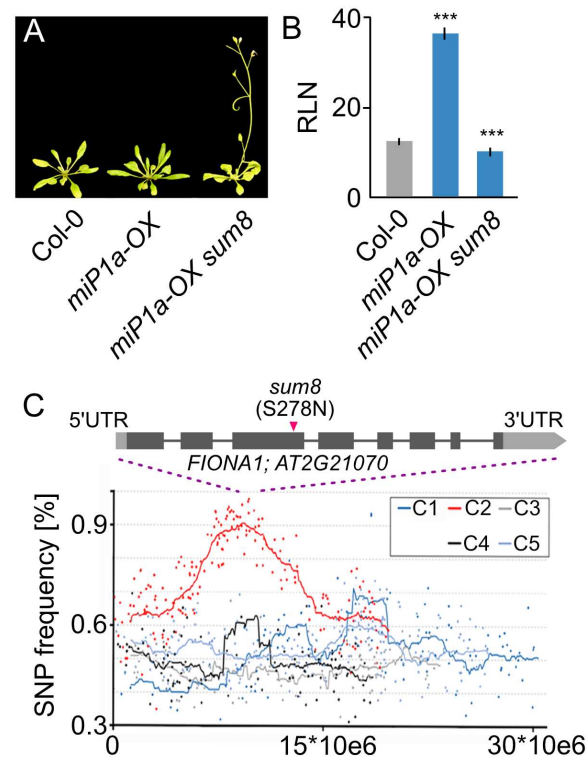 A
Col-0
miP1a-OX
miP1a-OX sum8
B
RLN
40
20
0
***
***
Col-0
miP1a-OX
miP1a-OX sum8
C
sum8
(S278N)
5'UTR
3'UTR
FIONA1; AT2G21070
SNP frequency [%]
0.9
0.6
0.3
C1 C2 C3
C4 C5
0
15*10e6
30*10e6